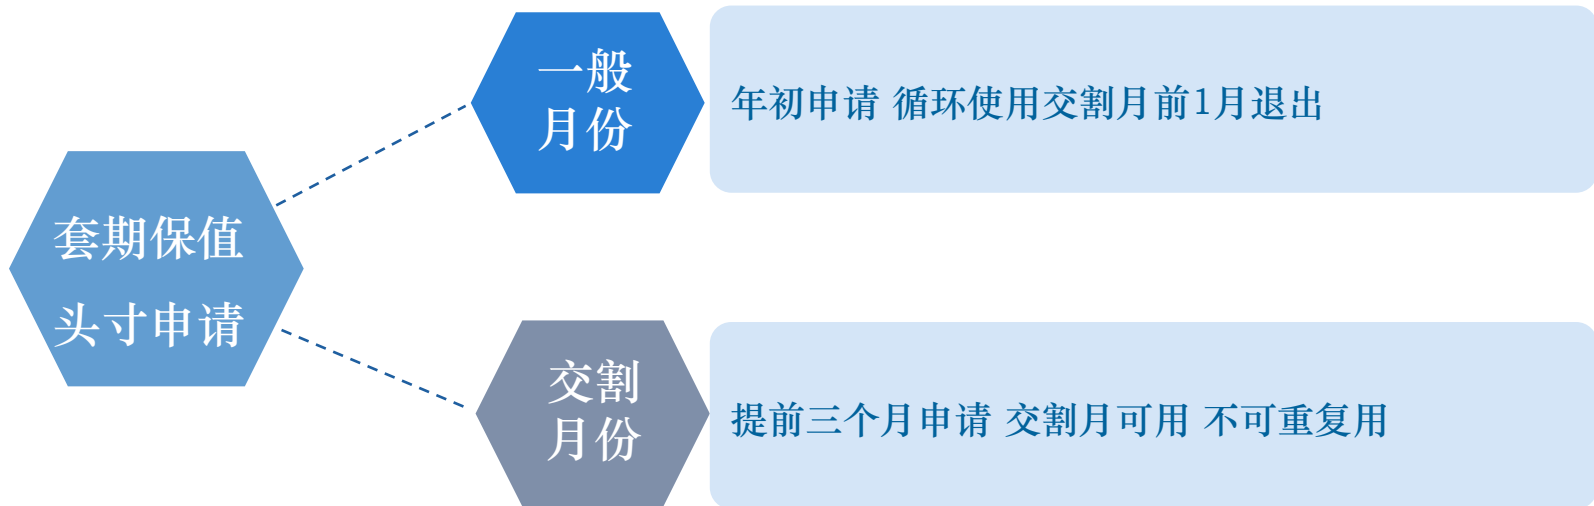 套期保值
头寸申请
一般
月份
年初申请 循环使用交割月前1月退出
交割
月份
提前三个月申请 交割月可用 不可重复用